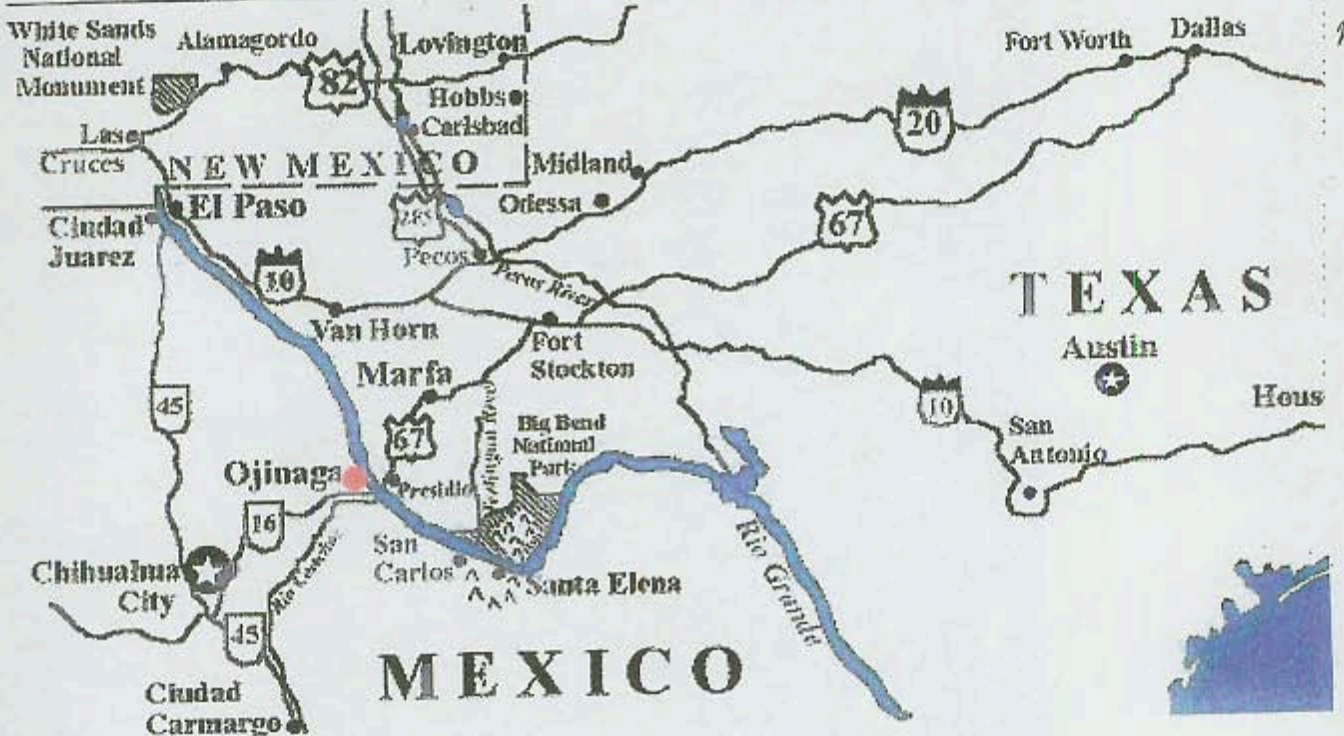 White Sands
National
Monument
Alamagordo
82
Lovington
Hobbs
Carlsbad
Las
Cruces
NEW MEXICO
El Paso
Ciudad
Juarez
285
Pecos
Pecos River
Midland
Odessa
20
67
Fort Worth
Dallas
TEXAS
Austin
Hous
10
Van Horn
Fort
Stockton
Marfa
67
10
San
Antonio
45
Big Bend
National
Park
Ojinaga
Presidio
16
San
Carlos
Santa Elena
Rio Grande
Chihuahua
City
45
MEXICO
Ciudad
Carmargo